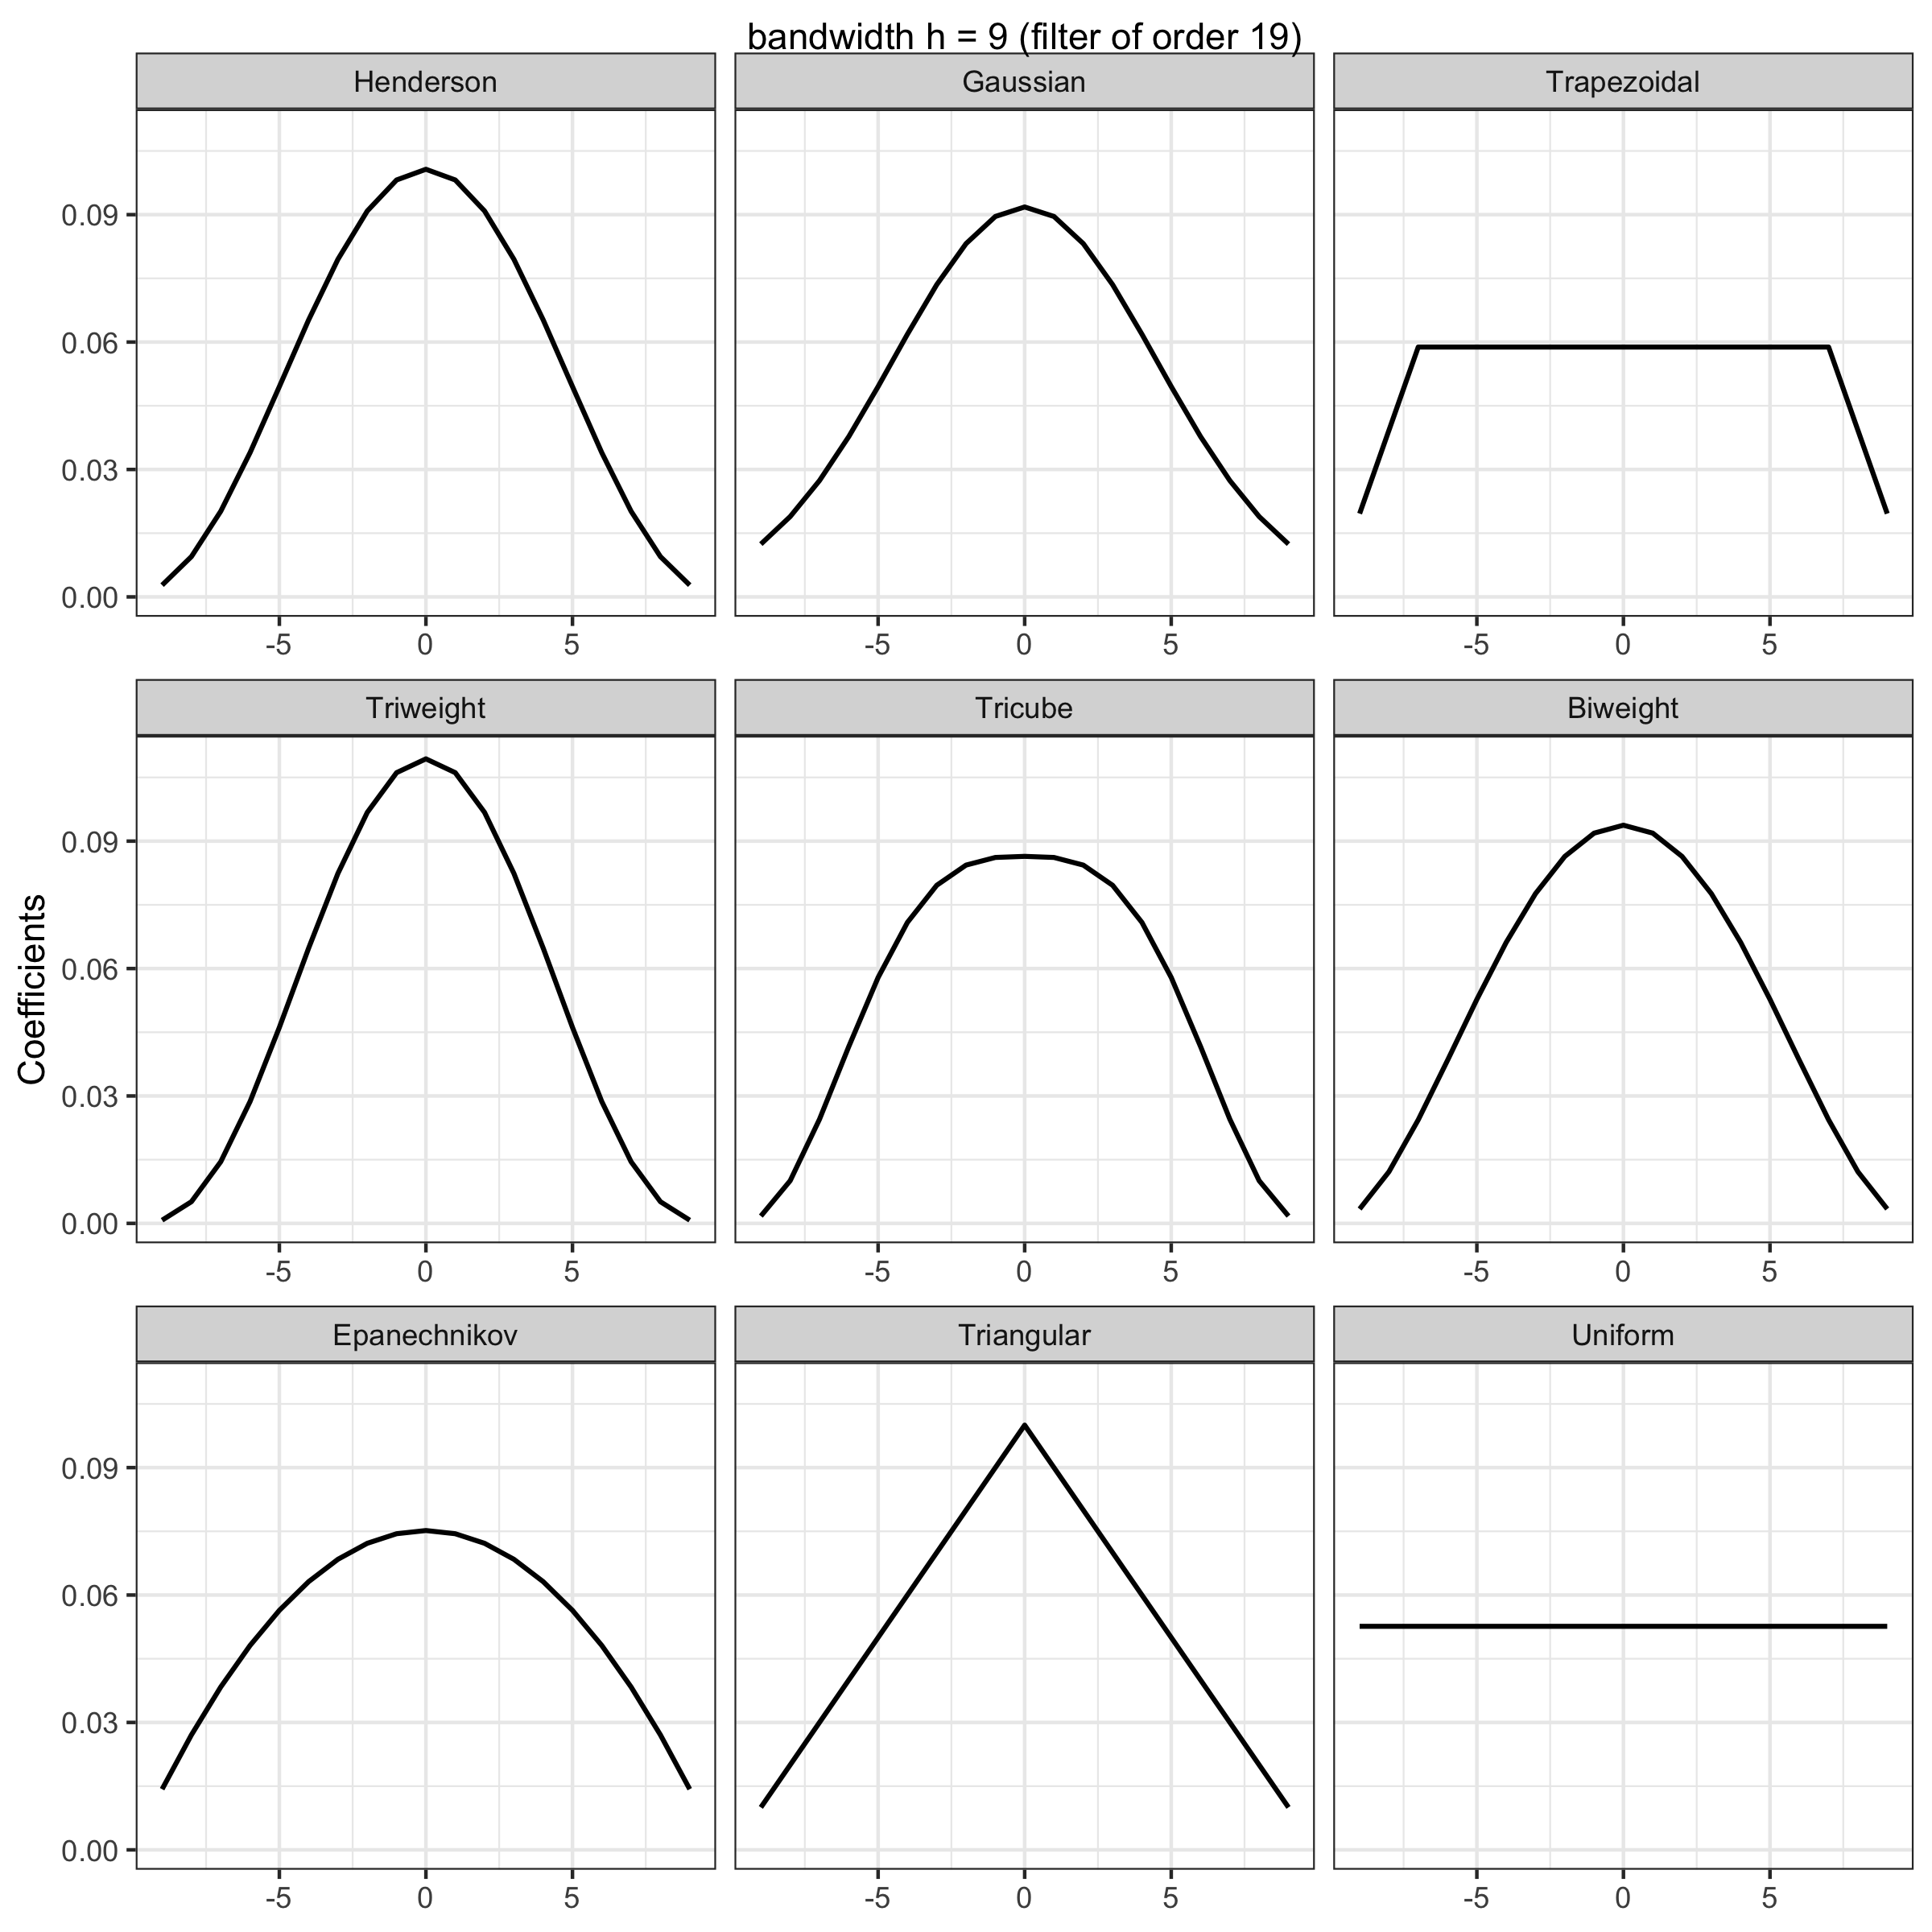 bandwidth h = 9 (filter of order 19)
Henderson
Gaussian
Trapezoidal
0.09
0.06
0.03
0.00
-5 0 5
-5 0 5
-5 0 5
Triweight
Tricube
Biweight
Coefficients
0.09
0.06
0.03
0.00
-5 0 5
-5 0 5
-5 0 5
Epanechnikov
Triangular
Uniform
0.09
0.06
0.03
0.00
-5 0 5
-5 0 5
-5 0 5